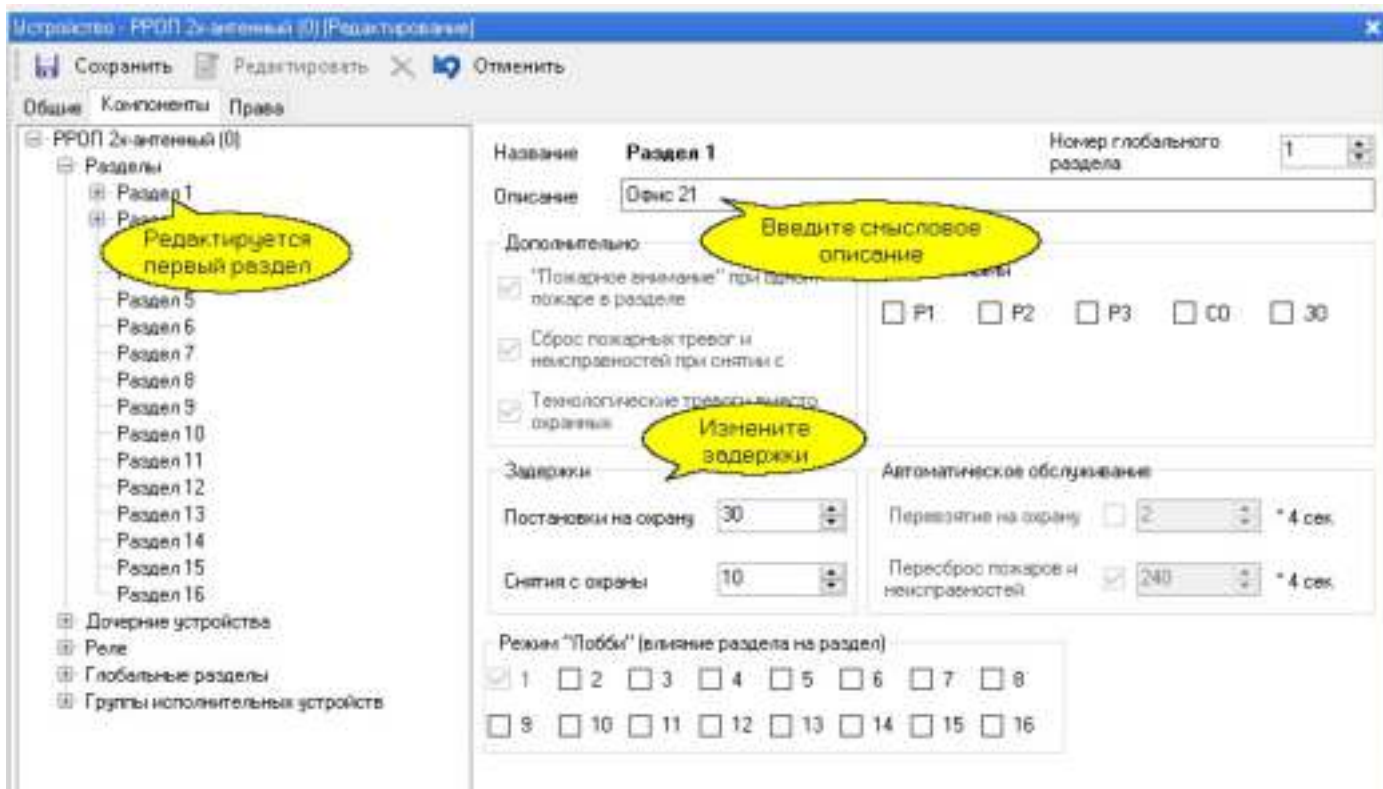 Устройство - РРОП 2х-антенный (0) [Редактирование]
Сохранить Редактировать Отменить
Общие Компоненты Права
РРОП 2х-антенный (0)
Разделы
Раздел 1
Редактируется
первый раздел
Раздел 5
Раздел 6
Раздел 7
Раздел 8
Раздел 9
Раздел 10
Раздел 11
Раздел 12
Раздел 13
Раздел 14
Раздел 15
Раздел 16
Дочерние устройства
Реле
Глобальные разделы
Группы исполнительных устройств
Название Раздел 1
Номер глобального
раздела
1
Описание Офис 21
Введите смысловое
описание
Дополнительно
"Пожарное внимание" при одном
пожаре в разделе
Сброс пожарных тревог и
неисправностей при снятии с
Технологические тревоги вместо
охранных
Р1 Р2 Р3 СО ЗО
Измените
задержки
Задержки
Постановки на охрану 30
Снятия с охраны 10
Автоматическое обслуживание
Перевзятие на охрану 2 * 4 сек.
Пересброс пожаров и
неисправностей
240 * 4 сек.
Режим "Лобби" (влияние раздела на раздел)
1 2 3 4 5 6 7 8
9 10 11 12 13 14 15 16